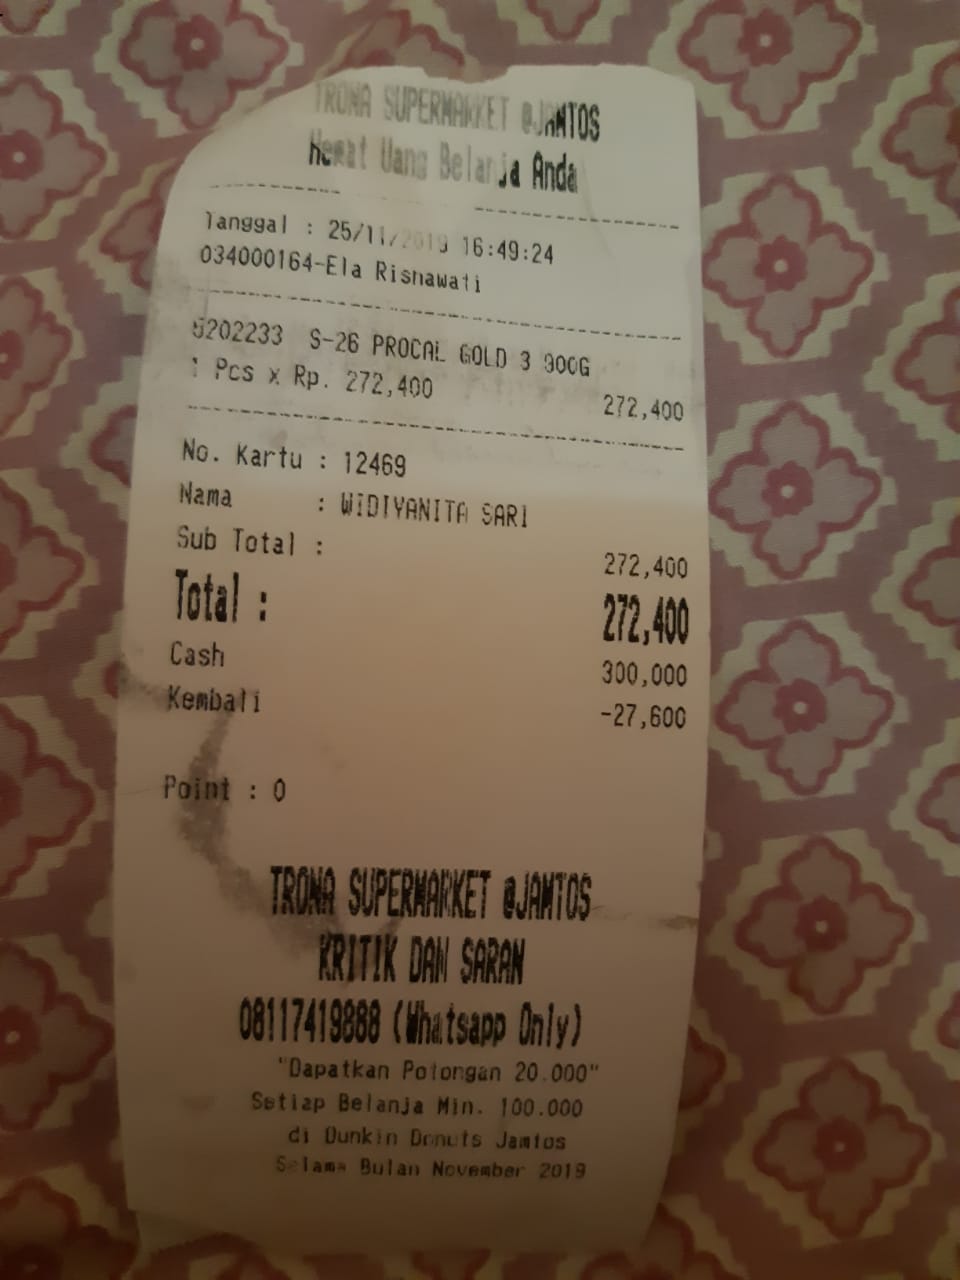 TRONA SUPERMARKET @JAMTOS
Hemat Uang Belanja Anda
Tanggal : 25/11/2019 16:49:24
034000164-Ela Risnawati
5202233 S-26 PROCAL GOLD 3 900G
1 Pcs x Rp. 272,400 272,400
No. Kartu : 12469
Nama : WIDIYANITA SARI
Sub Total : 272,400
Total : 272,400
Cash 300,000
Kembali -27,600
Point : 0
TRONA SUPERMARKET @JAMTOS
KRITIK DAN SARAN
08117419888 (Whatsapp Only)
"Dapatkan Potongan 20.000"
Setiap Belanja Min. 100.000
di Dunkin Donuts Jamtos
Selama Bulan November 2019